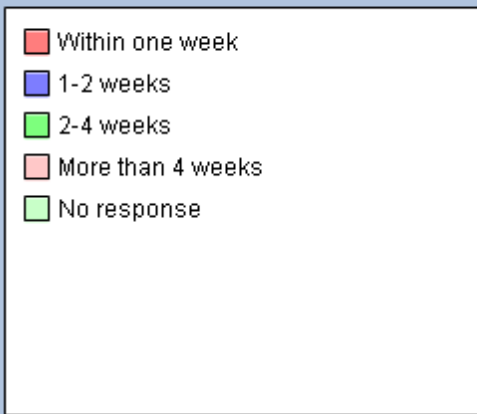 Within one week
1-2 weeks
2-4 weeks
More than 4 weeks
No response